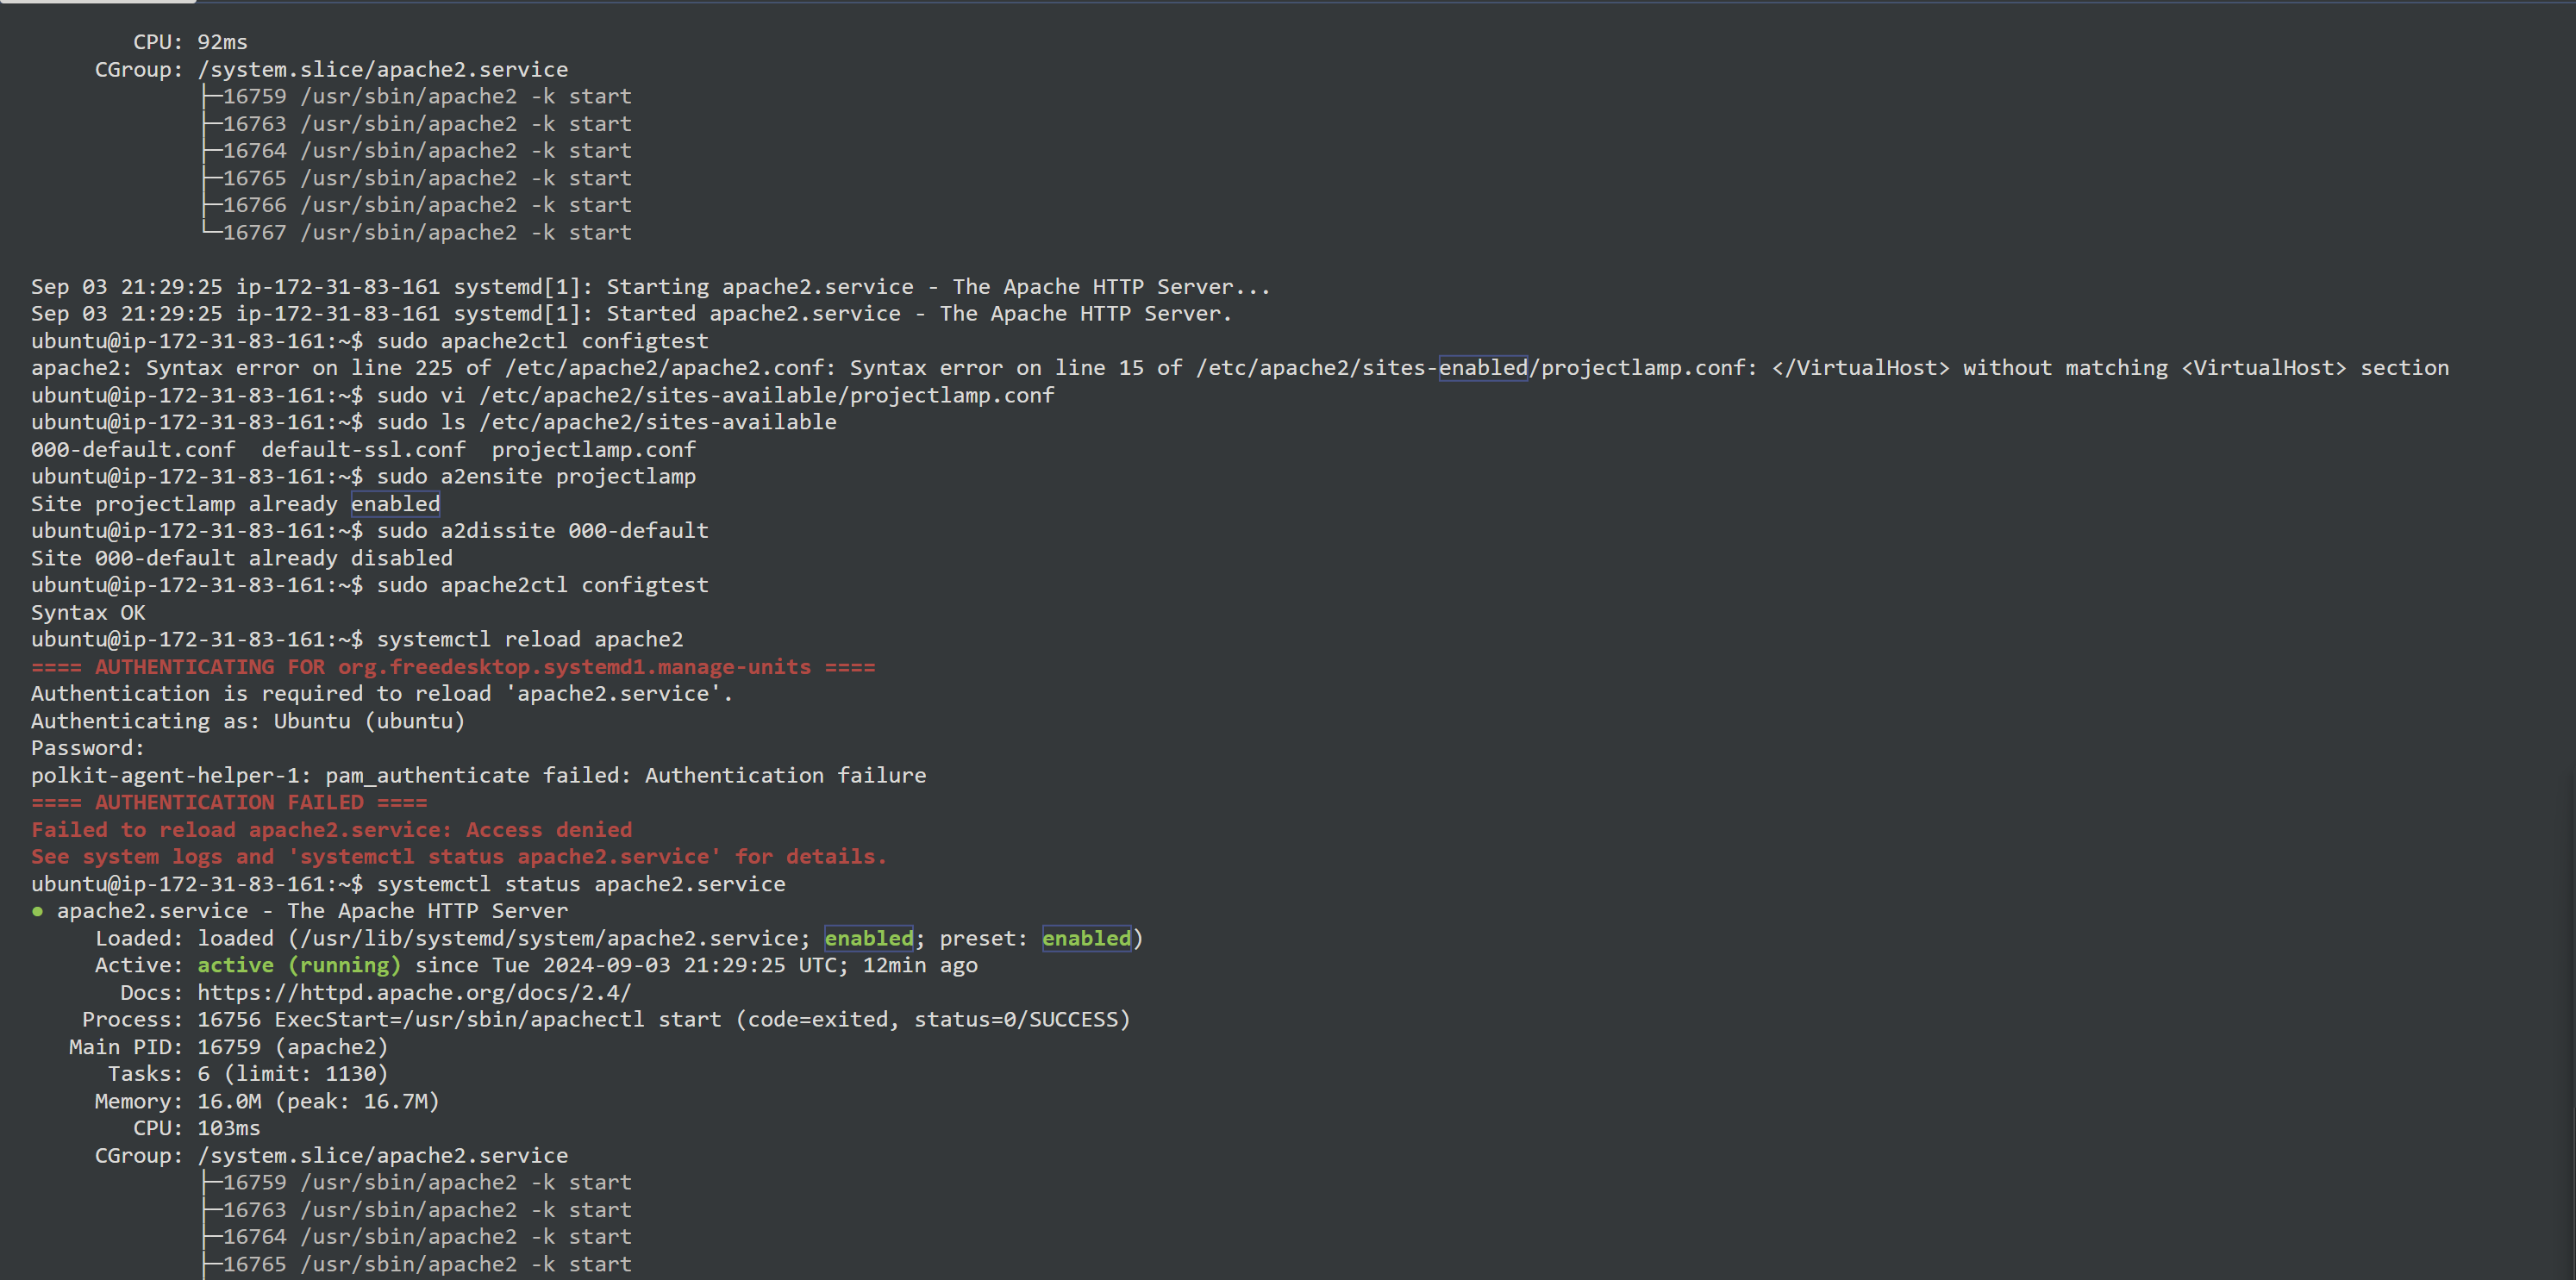 CPU: 92ms
CGroup: /system.slice/apache2.service
├─16759 /usr/sbin/apache2 -k start
├─16763 /usr/sbin/apache2 -k start
├─16764 /usr/sbin/apache2 -k start
├─16765 /usr/sbin/apache2 -k start
├─16766 /usr/sbin/apache2 -k start
└─16767 /usr/sbin/apache2 -k start
Sep 03 21:29:25 ip-172-31-83-161 systemd[1]: Starting apache2.service - The Apache HTTP Server...
Sep 03 21:29:25 ip-172-31-83-161 systemd[1]: Started apache2.service - The Apache HTTP Server.
ubuntu@ip-172-31-83-161:~$ sudo apache2ctl configtest
apache2: Syntax error on line 225 of /etc/apache2/apache2.conf: Syntax error on line 15 of /etc/apache2/sites-enabled/projectlamp.conf: </VirtualHost> without matching <VirtualHost> section
ubuntu@ip-172-31-83-161:~$ sudo vi /etc/apache2/sites-available/projectlamp.conf
ubuntu@ip-172-31-83-161:~$ sudo ls /etc/apache2/sites-available
000-default.conf  default-ssl.conf  projectlamp.conf
ubuntu@ip-172-31-83-161:~$ sudo a2ensite projectlamp
Site projectlamp already enabled
ubuntu@ip-172-31-83-161:~$ sudo a2dissite 000-default
Site 000-default already disabled
ubuntu@ip-172-31-83-161:~$ sudo apache2ctl configtest
Syntax OK
ubuntu@ip-172-31-83-161:~$ systemctl reload apache2
==== AUTHENTICATING FOR org.freedesktop.systemd1.manage-units ====
Authentication is required to reload 'apache2.service'.
Authenticating as: Ubuntu (ubuntu)
Password:
polkit-agent-helper-1: pam_authenticate failed: Authentication failure
==== AUTHENTICATION FAILED ====
Failed to reload apache2.service: Access denied
See system logs and 'systemctl status apache2.service' for details.
ubuntu@ip-172-31-83-161:~$ systemctl status apache2.service
● apache2.service - The Apache HTTP Server
Loaded: loaded (/usr/lib/systemd/system/apache2.service; enabled; preset: enabled)
Active: active (running) since Tue 2024-09-03 21:29:25 UTC; 12min ago
Docs: https://httpd.apache.org/docs/2.4/
Process: 16756 ExecStart=/usr/sbin/apachectl start (code=exited, status=0/SUCCESS)
Main PID: 16759 (apache2)
Tasks: 6 (limit: 1130)
Memory: 16.0M (peak: 16.7M)
CPU: 103ms
CGroup: /system.slice/apache2.service
├─16759 /usr/sbin/apache2 -k start
├─16763 /usr/sbin/apache2 -k start
├─16764 /usr/sbin/apache2 -k start
├─16765 /usr/sbin/apache2 -k start